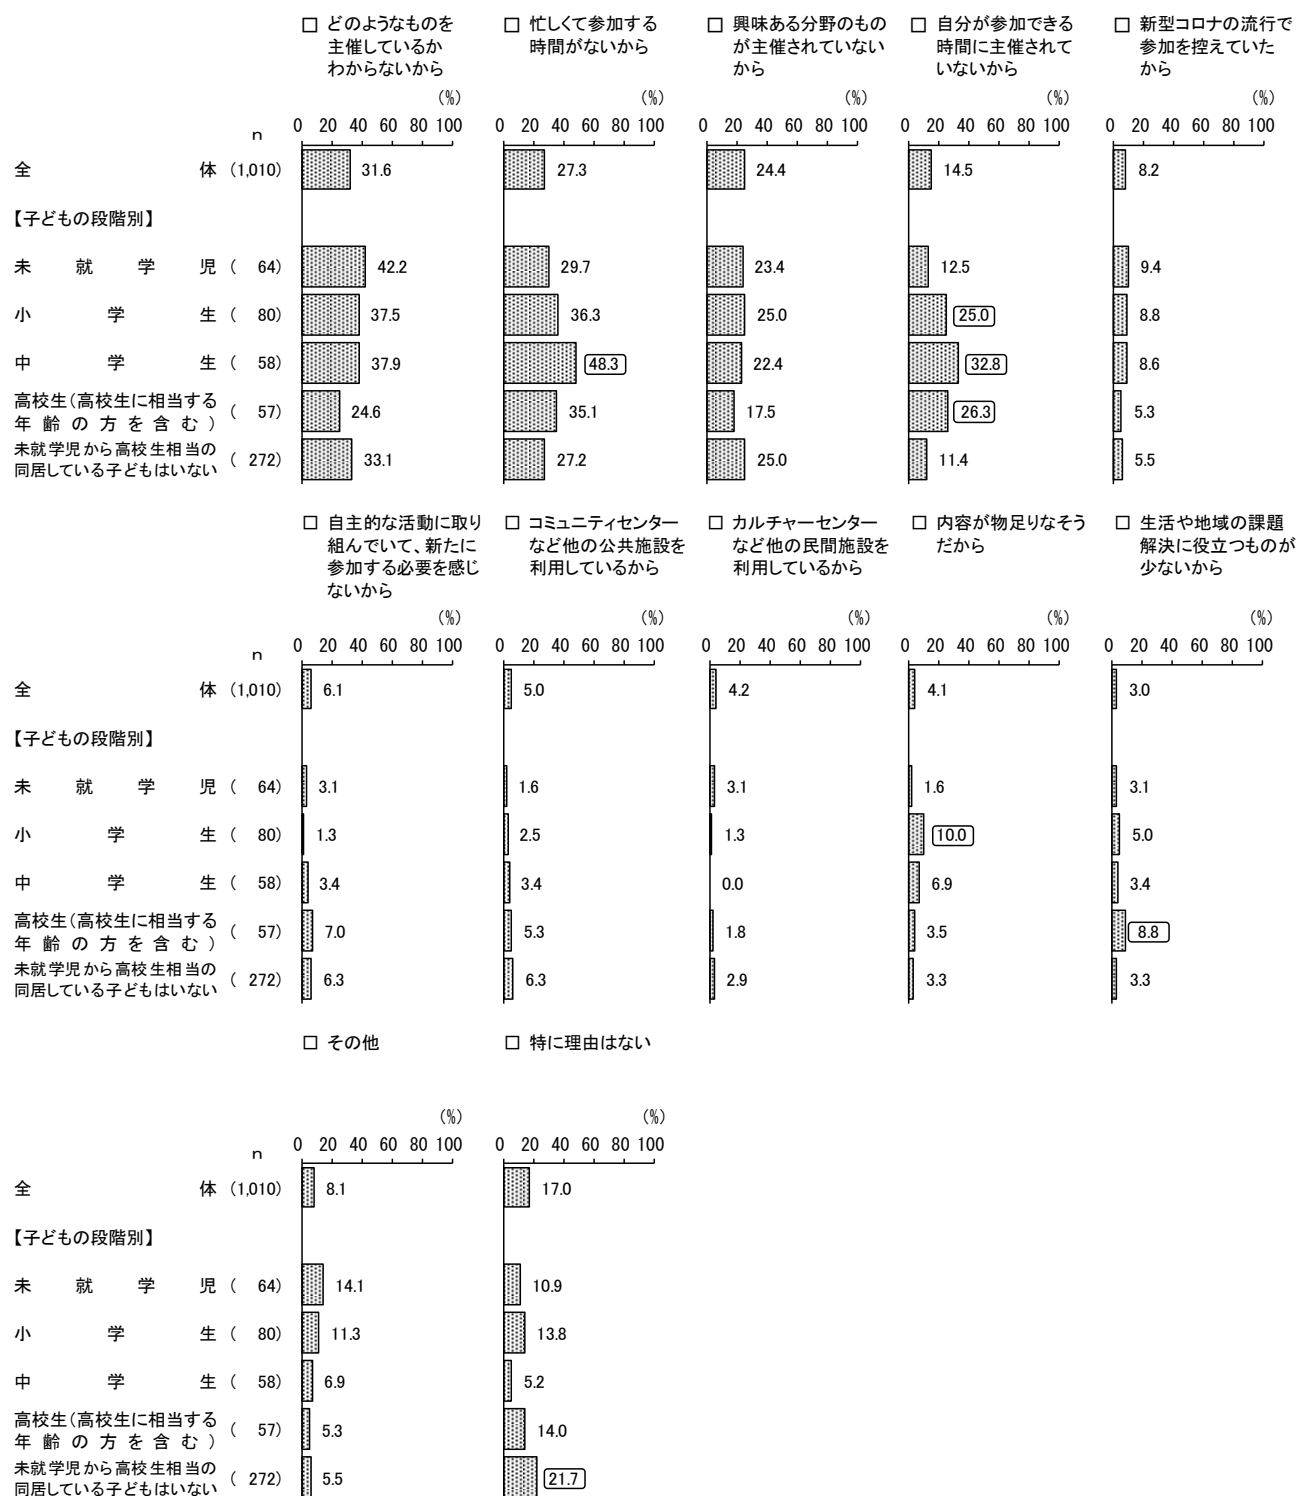 □ どのようなものを
主催しているか
わからないから
□ 忙しくて参加する
時間がないから
□ 興味ある分野のもの
が主催されていない
から
□ 自分が参加できる
時間に主催されて
いないから
□ 新型コロナの流行で
参加を控えていた
から
(%) (%) (%) (%) (%)
n 0 20 40 60 80 100 0 20 40 60 80 100 0 20 40 60 80 100 0 20 40 60 80 100 0 20 40 60 80 100
全体 (1,010) 31.6 27.3 24.4 14.5 8.2
【子どもの段階別】
未就学児 ( 64) 42.2 29.7 23.4 12.5 9.4
小学生 ( 80) 37.5 36.3 25.0 25.0 8.8
中学生 ( 58) 37.9 48.3 22.4 32.8 8.6
高校生(高校生に相当する
年齢の方を含む) ( 57) 24.6 35.1 17.5 26.3 5.3
未就学児から高校生相当の
同居している子どもはいない ( 272) 33.1 27.2 25.0 11.4 5.5
□ 自主的な活動に取り
組んでいて、新たに
参加する必要を感じ
ないから
□ コミュニティセンター
など他の公共施設を
利用しているから
□ カルチャーセンター
など他の民間施設を
利用しているから
□ 内容が物足りなそう
だから
□ 生活や地域の課題
解決に役立つものが
少ないから
(%) (%) (%) (%) (%)
n 0 20 40 60 80 100 0 20 40 60 80 100 0 20 40 60 80 100 0 20 40 60 80 100 0 20 40 60 80 100
全体 (1,010) 6.1 5.0 4.2 4.1 3.0
【子どもの段階別】
未就学児 ( 64) 3.1 1.6 3.1 1.6 3.1
小学生 ( 80) 1.3 2.5 1.3 10.0 5.0
中学生 ( 58) 3.4 3.4 0.0 6.9 3.4
高校生(高校生に相当する
年齢の方を含む) ( 57) 7.0 5.3 1.8 3.5 8.8
未就学児から高校生相当の
同居している子どもはいない ( 272) 6.3 6.3 2.9 3.3 3.3
□ その他
□ 特に理由はない
(%) (%)
n 0 20 40 60 80 100 0 20 40 60 80 100
全体 (1,010) 8.1 17.0
【子どもの段階別】
未就学児 ( 64) 14.1 10.9
小学生 ( 80) 11.3 13.8
中学生 ( 58) 6.9 5.2
高校生(高校生に相当する
年齢の方を含む) ( 57) 5.3 14.0
未就学児から高校生相当の
同居している子どもはいない ( 272) 5.5 21.7